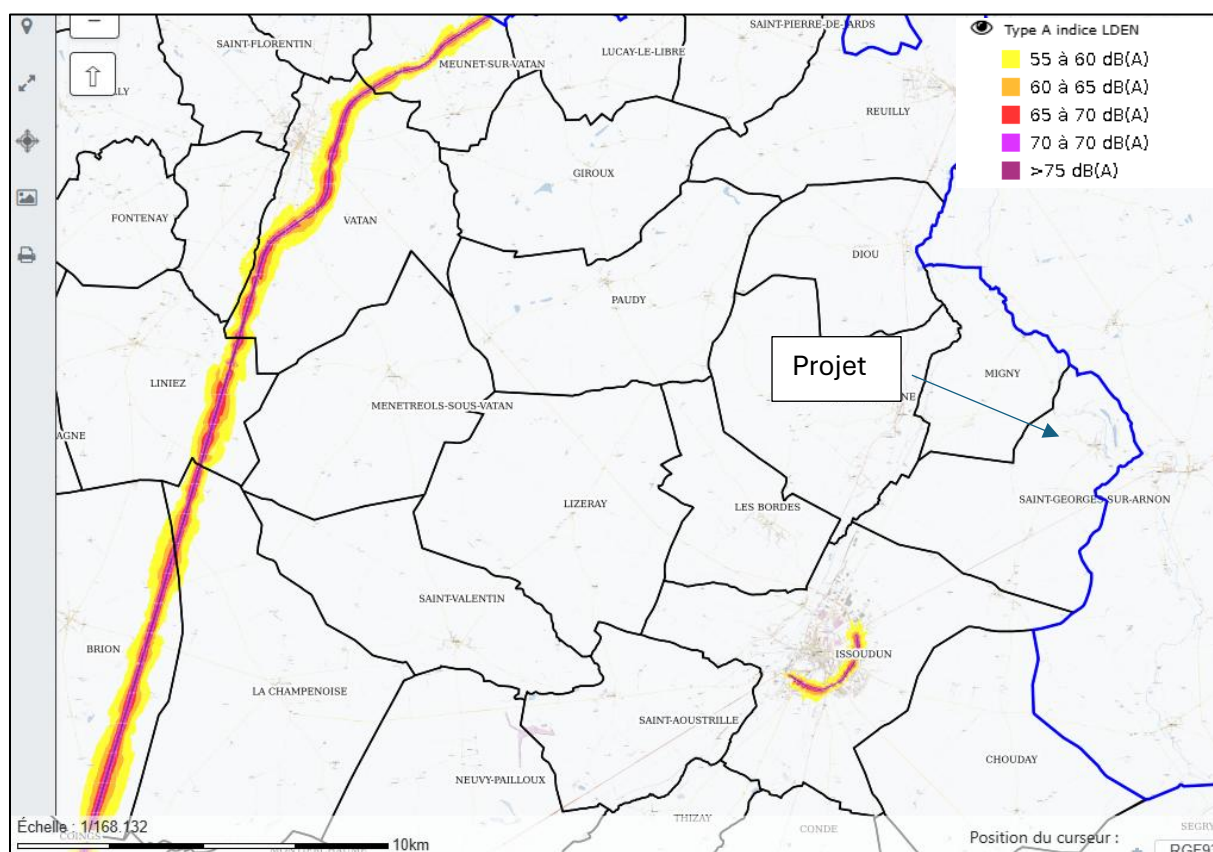 SAINT-FLORENTIN
MEUNET-SUR-VATAN
LUCAY-LE-LIBRE
SAINT-PIERRE-DE-JARDS
REUILLY
Type A indice LDEN
55 à 60 dB(A)
60 à 65 dB(A)
65 à 70 dB(A)
70 à 70 dB(A)
>75 dB(A)
GIROUX
FONTENAY
VATAN
DIOU
PAUDY
Projet
LINIEZ
MENETREOLS-SOUS-VATAN
NE
MIGNY
AGNE
LIZERAY
LES BORDES
SAINT-GEORGES-SUR-ARNON
SAINT-VALENTIN
BRION
ISSOUDUN
LA CHAMPENOISE
SAINT-AOUSTRILLE
NEUVY-PAILLOUX
CHOUDAY
THIZAY
CONDE
SEGRY
Échelle : 1/168.132
COINGS
10km
Position du curseur :